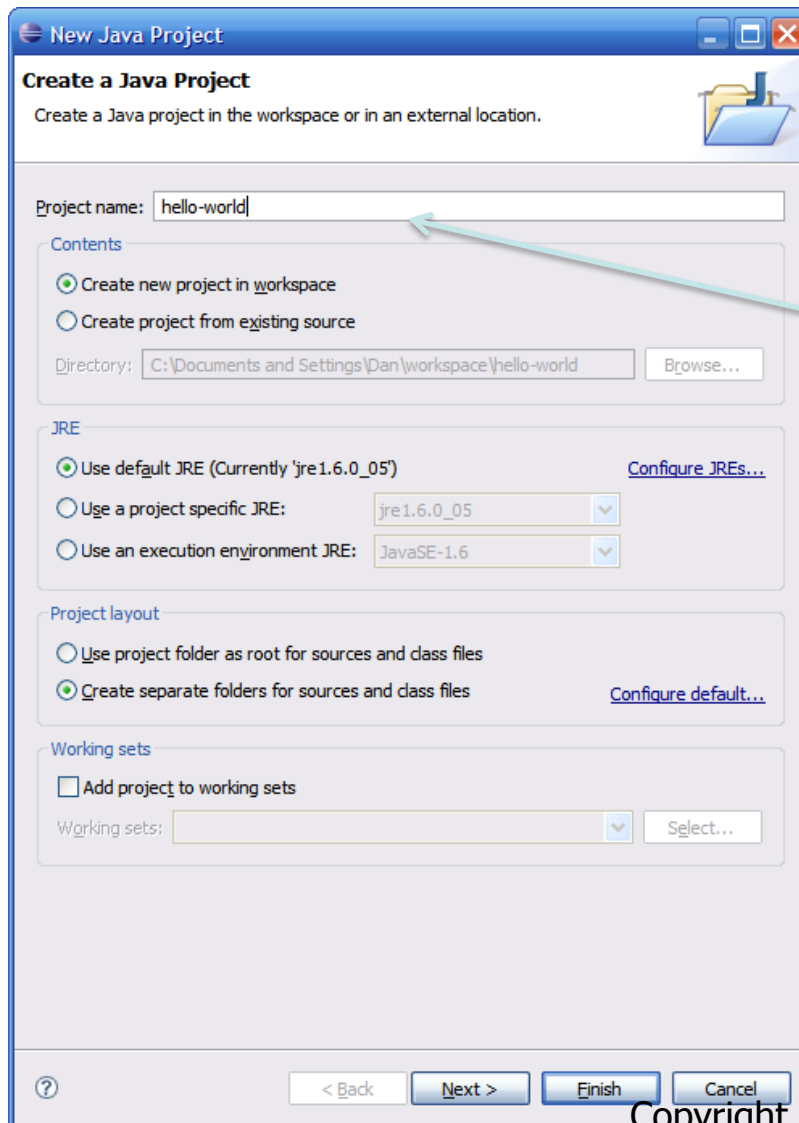 New Java Project
Create a Java Project
Create a Java project in the workspace or in an external location.
Project name: hello-world
Contents
Create new project in workspace
Create project from existing source
Directory: C:\Documents and Settings\Dan\workspace\hello-world Browse...
JRE
Use default JRE (Currently 'jre1.6.0_05') Configure JREs...
Use a project specific JRE: jre1.6.0_05
Use an execution environment JRE: JavaSE-1.6
Project layout
Use project folder as root for sources and class files
Create separate folders for sources and class files Configure default...
Working sets
Add project to working sets
Working sets: Select...
? < Back Next > Finish Cancel
Copyright